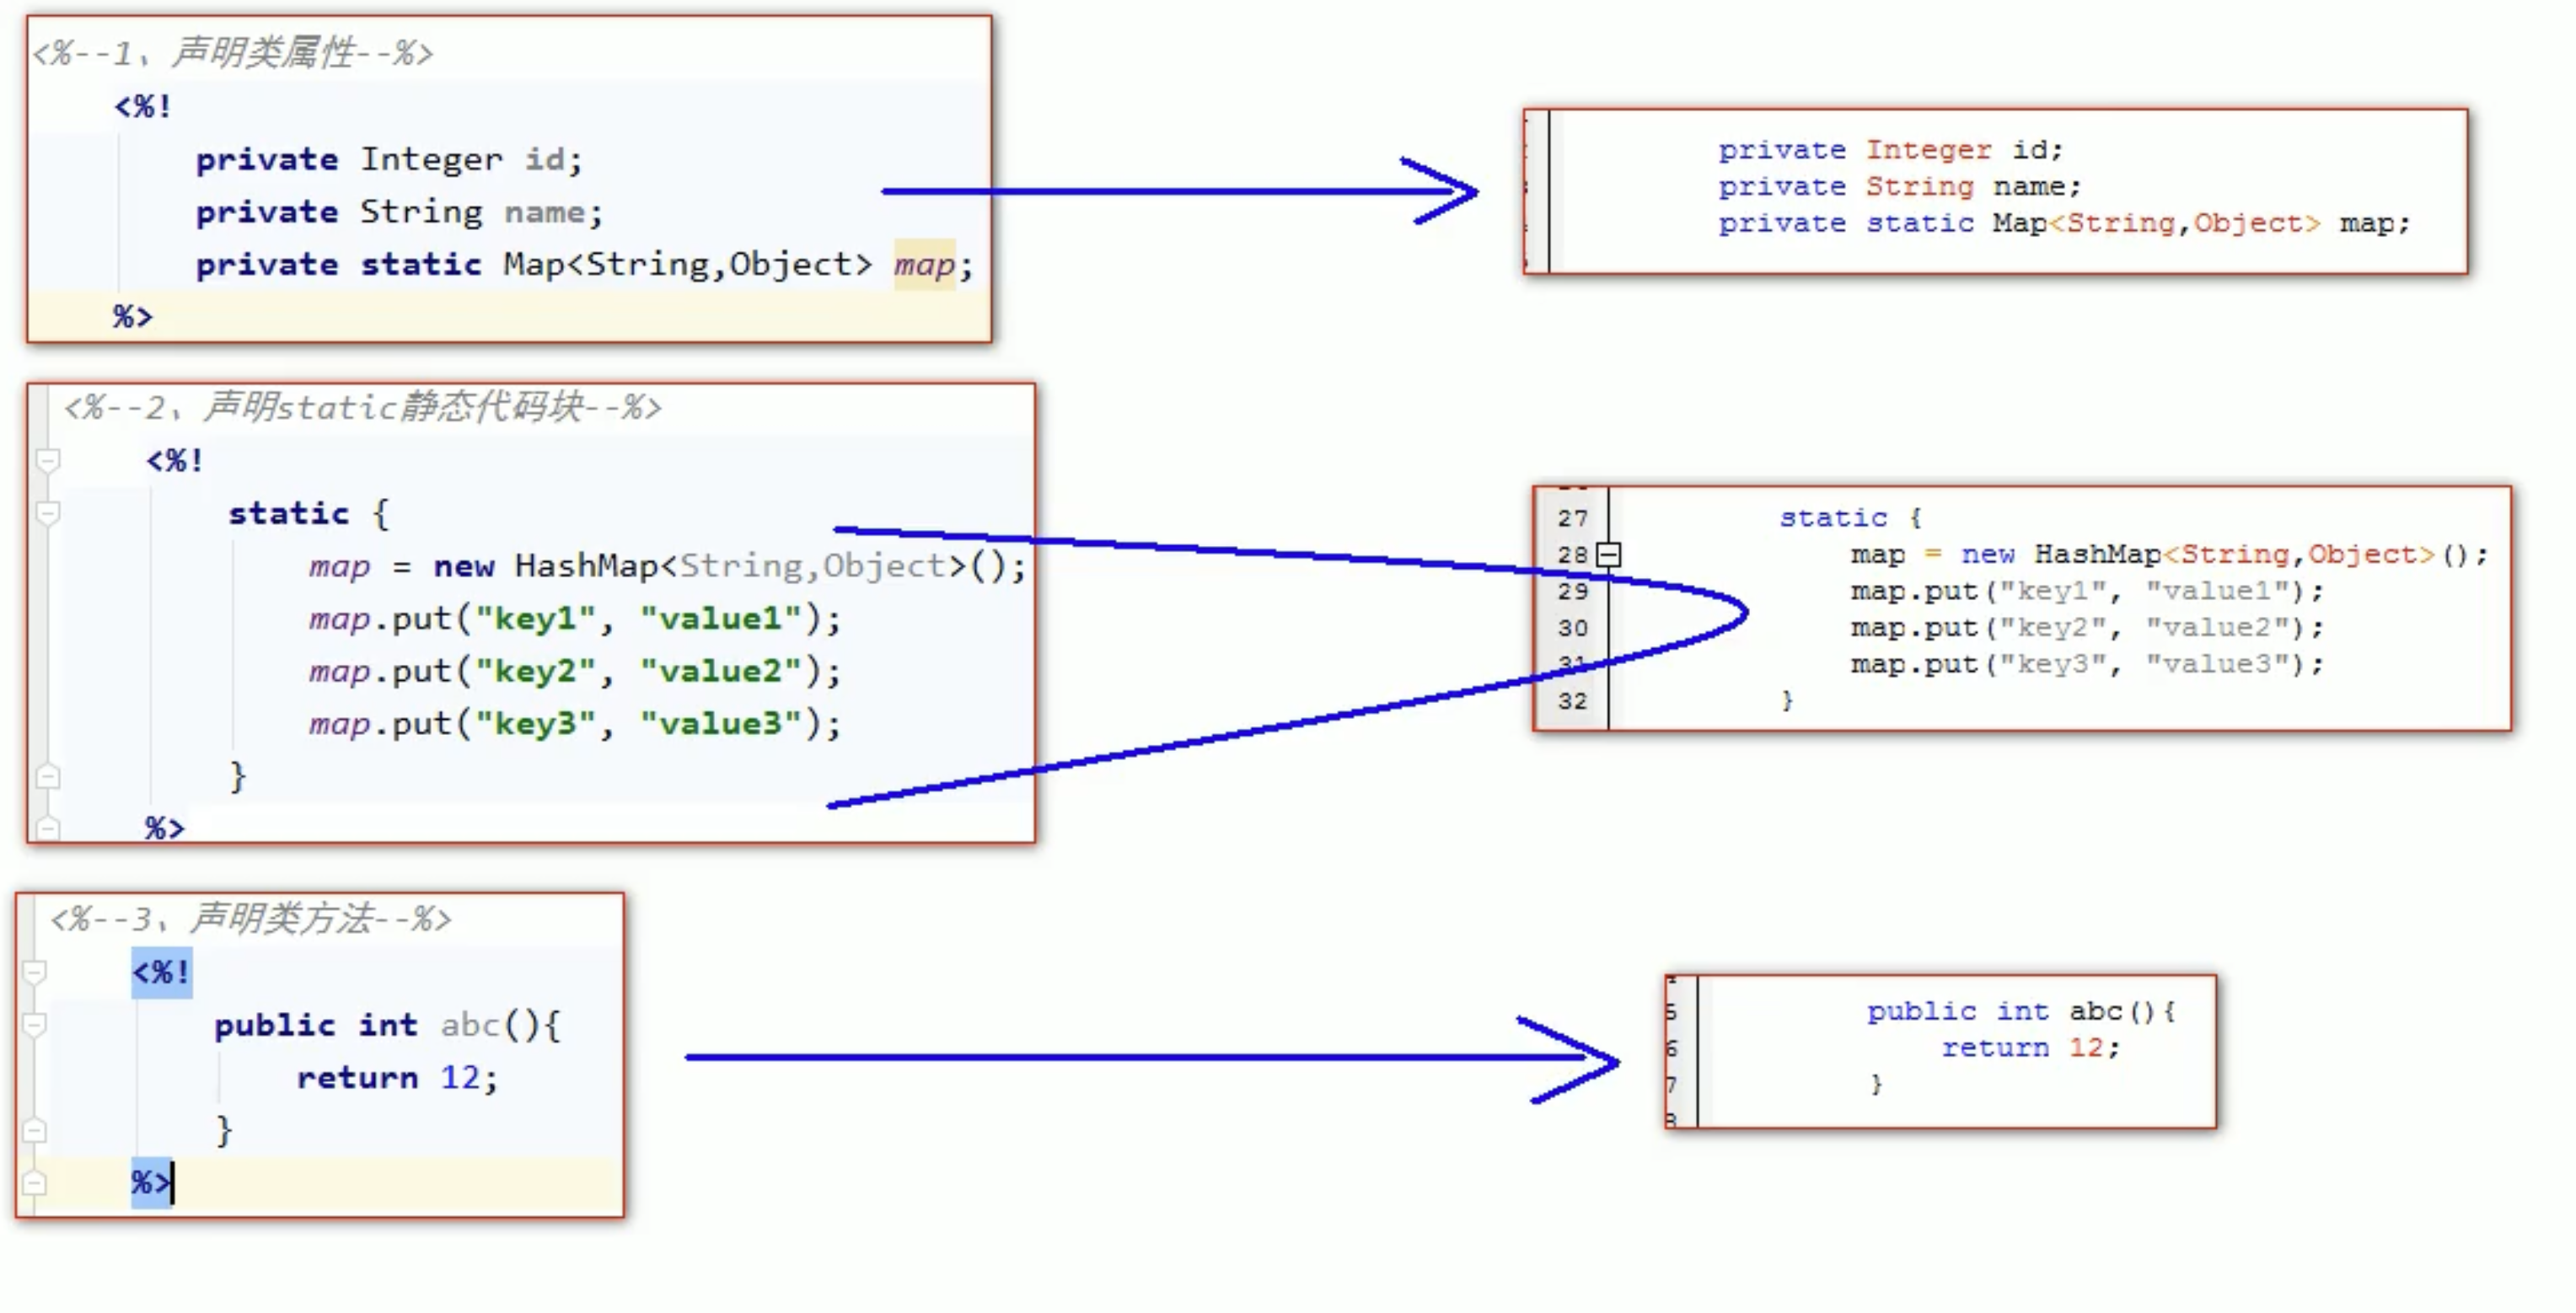 <%--1、声明类属性--%>
<%!
private Integer id;
private String name;
private static Map<String,Object> map;
%>
private Integer id;
private String name;
private static Map<String,Object> map;
<%--2、声明static静态代码块--%>
<%!
static {
map = new HashMap<String,Object>();
map.put("key1", "value1");
map.put("key2", "value2");
map.put("key3", "value3");
}
%>
27 static {
28 map = new HashMap<String,Object>();
29 map.put("key1", "value1");
30 map.put("key2", "value2");
31 map.put("key3", "value3");
32 }
<%--3、声明类方法--%>
<%!
public int abc(){
return 12;
}
%>
5 public int abc(){
6 return 12;
7 }
8